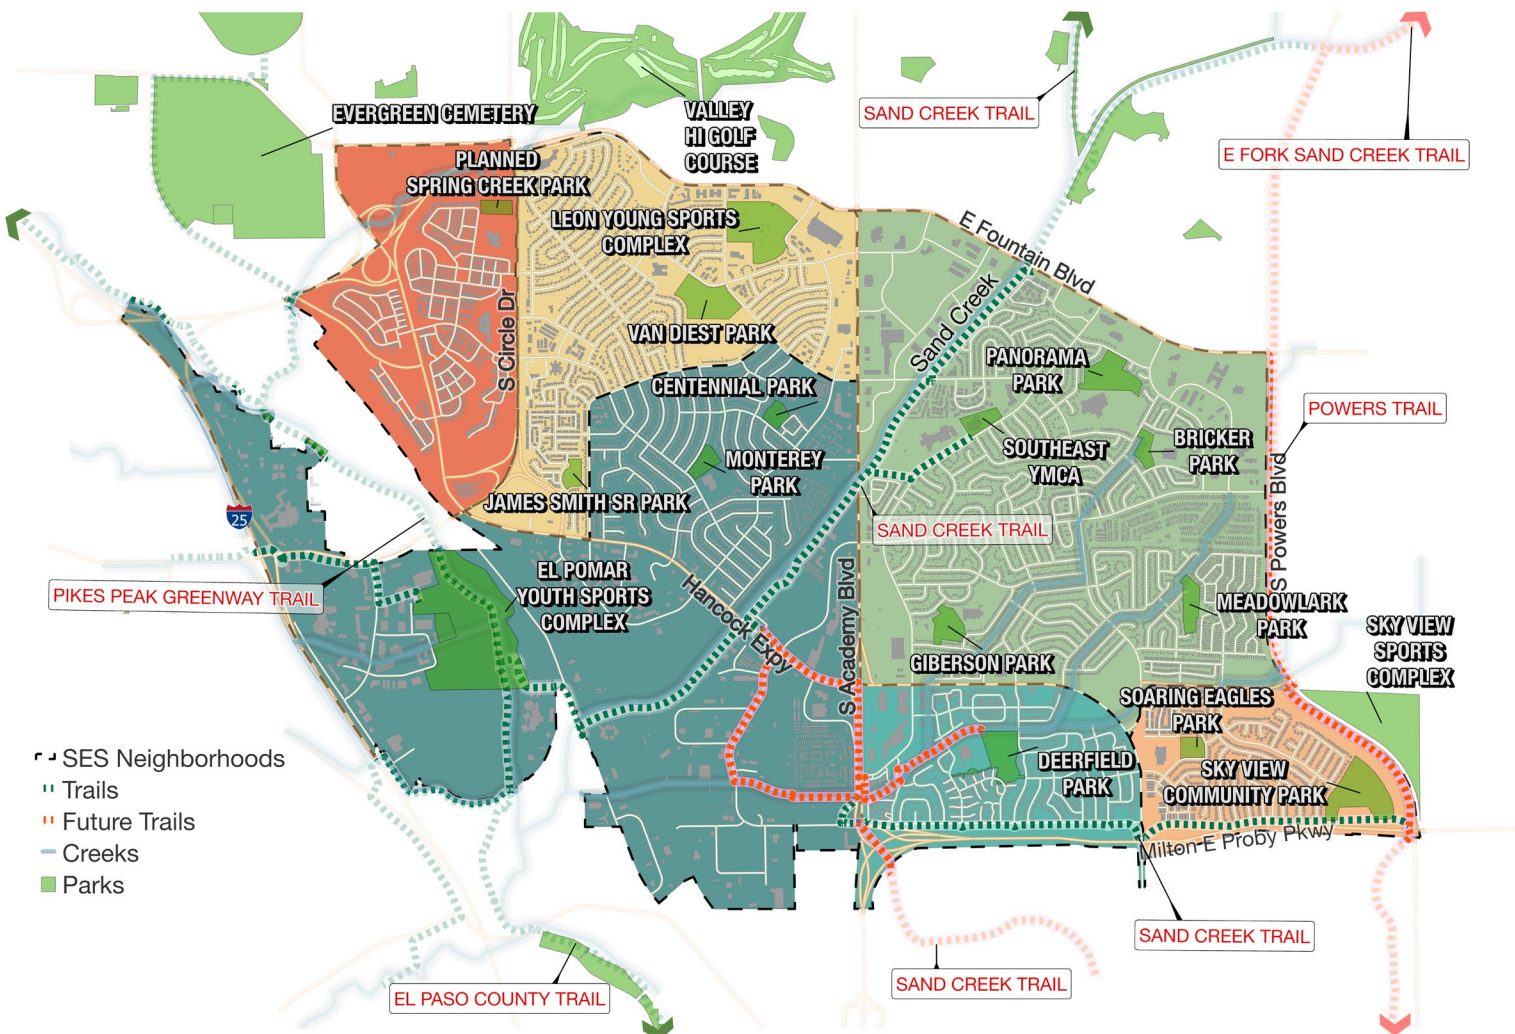 EVERGREEN CEMETERY
VALLEY
HI GOLF
COURSE
SAND CREEK TRAIL
E FORK SAND CREEK TRAIL
PLANNED
SPRING CREEK PARK
LEON YOUNG SPORTS
COMPLEX
E Fountain Blvd
Sand Creek
S Circle Dr
VAN DIEST PARK
CENTENNIAL PARK
PANORAMA
PARK
POWERS TRAIL
SOUTHEAST
YMCA
BRICKER
PARK
MONTEREY
PARK
JAMES SMITH SR PARK
SAND CREEK TRAIL
25
S Powers Blvd
PIKES PEAK GREENWAY TRAIL
EL POMAR
YOUTH SPORTS
COMPLEX
Hancock Expy
S Academy Blvd
MEADOWLARK
PARK
GIBERSON PARK
SKY VIEW
SPORTS
COMPLEX
SOARING EAGLES
PARK
DEERFIELD
PARK
SKY VIEW
COMMUNITY PARK
Milton E Proby Pkwy
SES Neighborhoods
Trails
Future Trails
Creeks
Parks
SAND CREEK TRAIL
SAND CREEK TRAIL
EL PASO COUNTY TRAIL